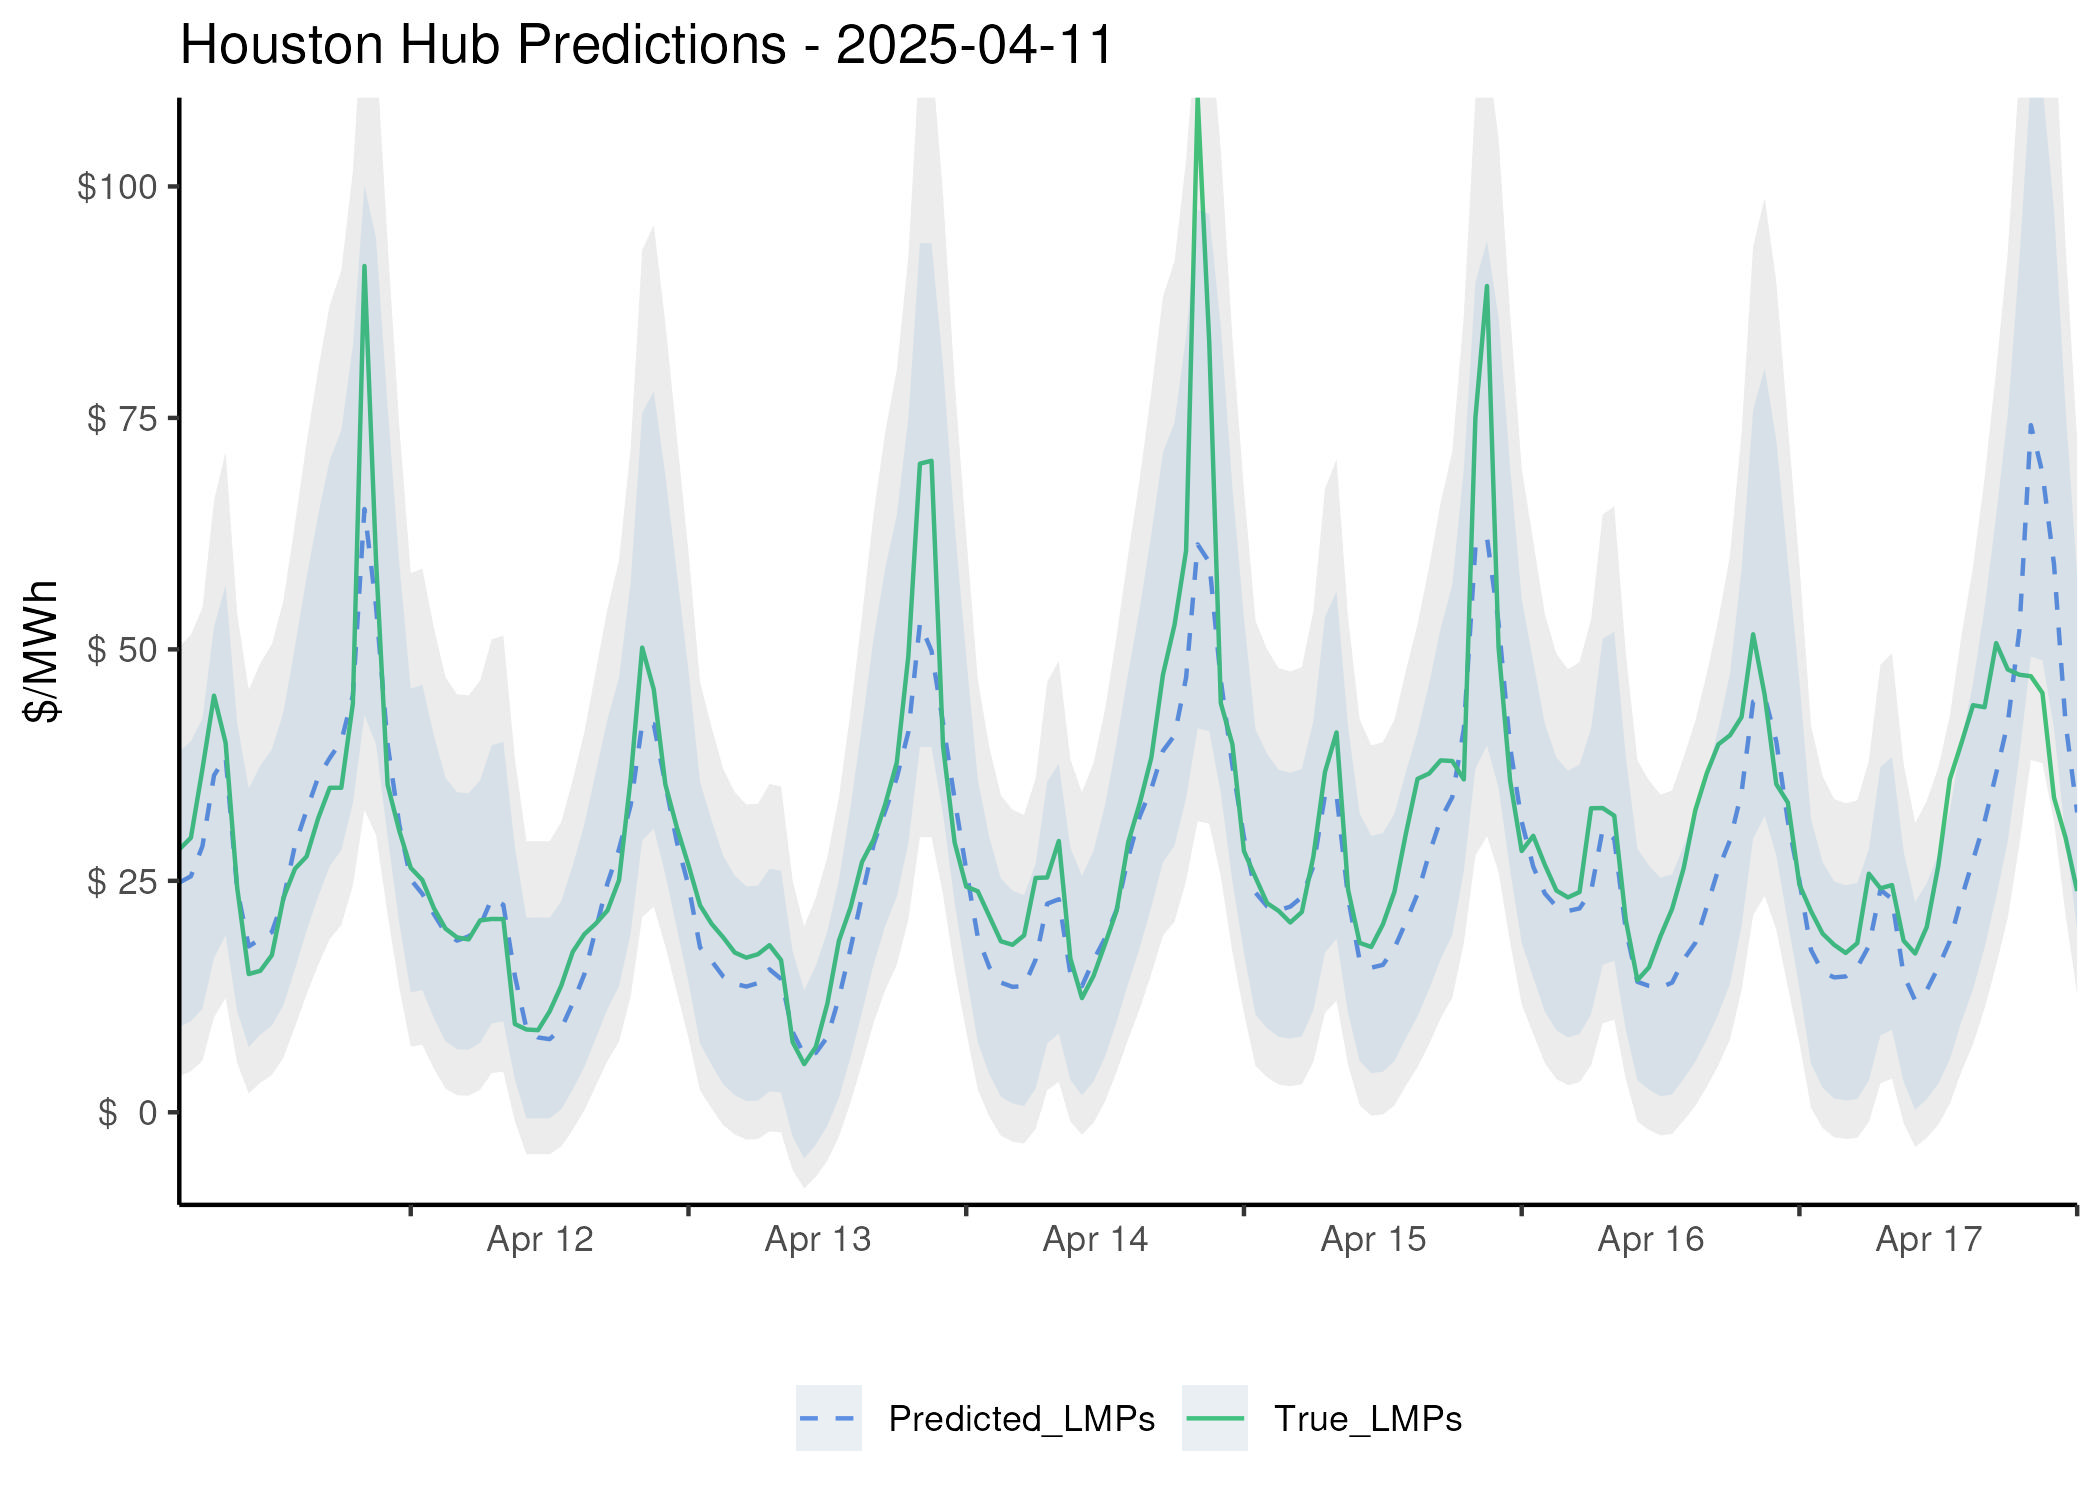 Houston Hub Predictions - 2025-04-11
$/MWh
$100
$ 75
$ 50
$ 25
$ 0
Apr 12 Apr 13 Apr 14 Apr 15 Apr 16 Apr 17
Predicted_LMPs True_LMPs